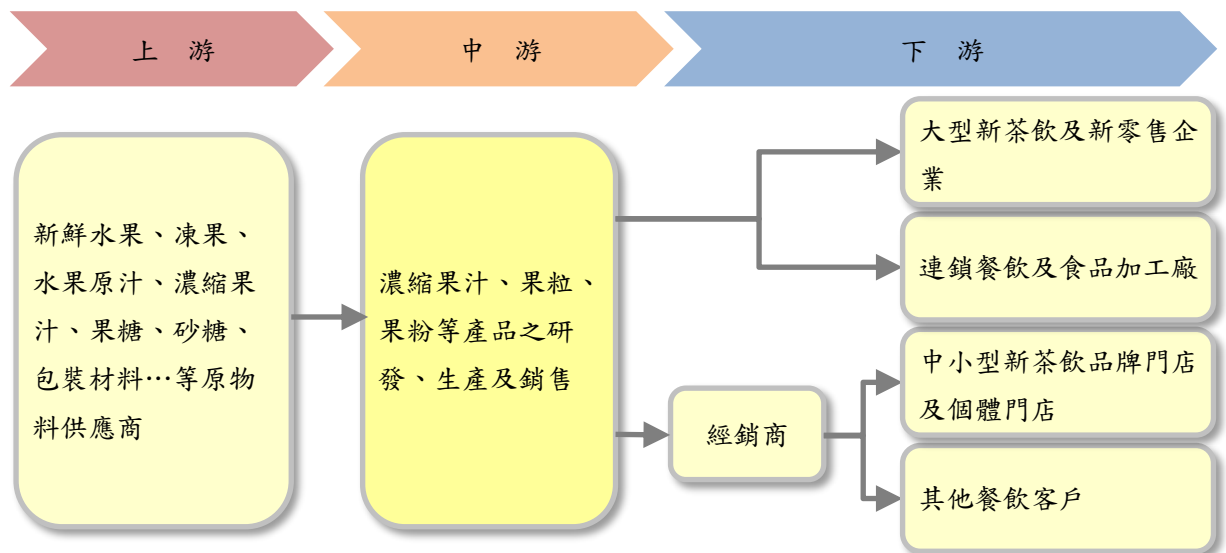 上 游
中 游
下 游
新鮮水果、凍果、
水果原汁、濃縮果
汁、果糖、砂糖、
包裝材料…等原物
料供應商
濃縮果汁、果粒、
果粉等產品之研
發、生產及銷售
大型新茶飲及新零售企
業
連鎖餐飲及食品加工廠
經銷商
中小型新茶飲品牌門店
及個體門店
其他餐飲客戶